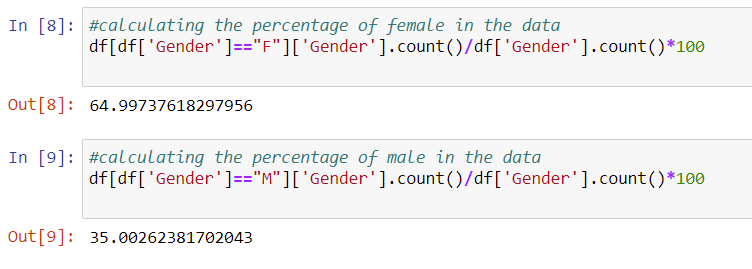 In [8]: #calculating the percentage of female in the data
df[df['Gender']=="F"]['Gender'].count()/df['Gender'].count()*100
Out[8]: 64.99737618297956
In [9]: #calculating the percentage of male in the data
df[df['Gender']=="M"]['Gender'].count()/df['Gender'].count()*100
Out[9]: 35.00262381702043